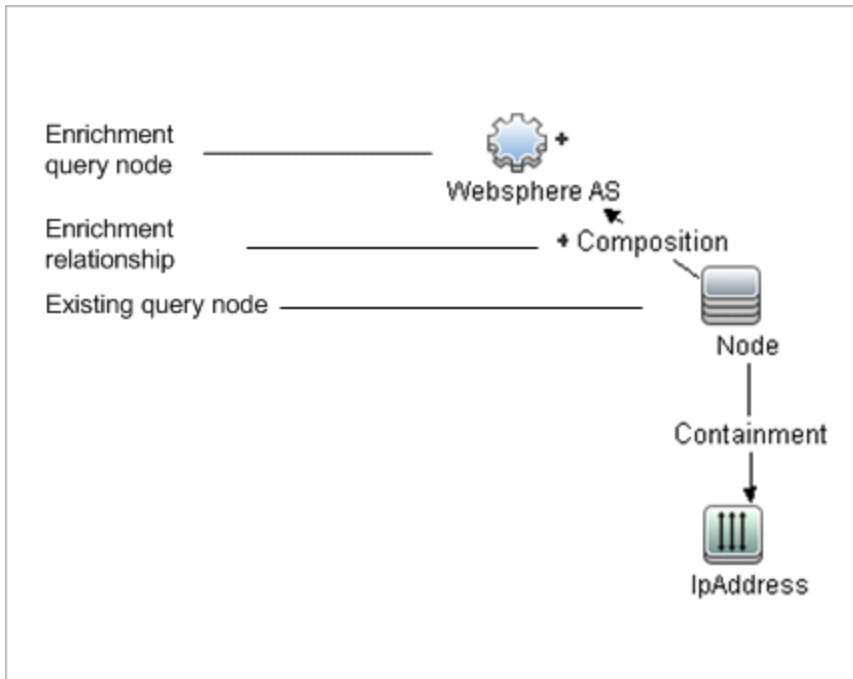 Enrichment
query node
+
Websphere AS
Enrichment
relationship
+ Composition
Existing query node
Node
Containment
IpAddress